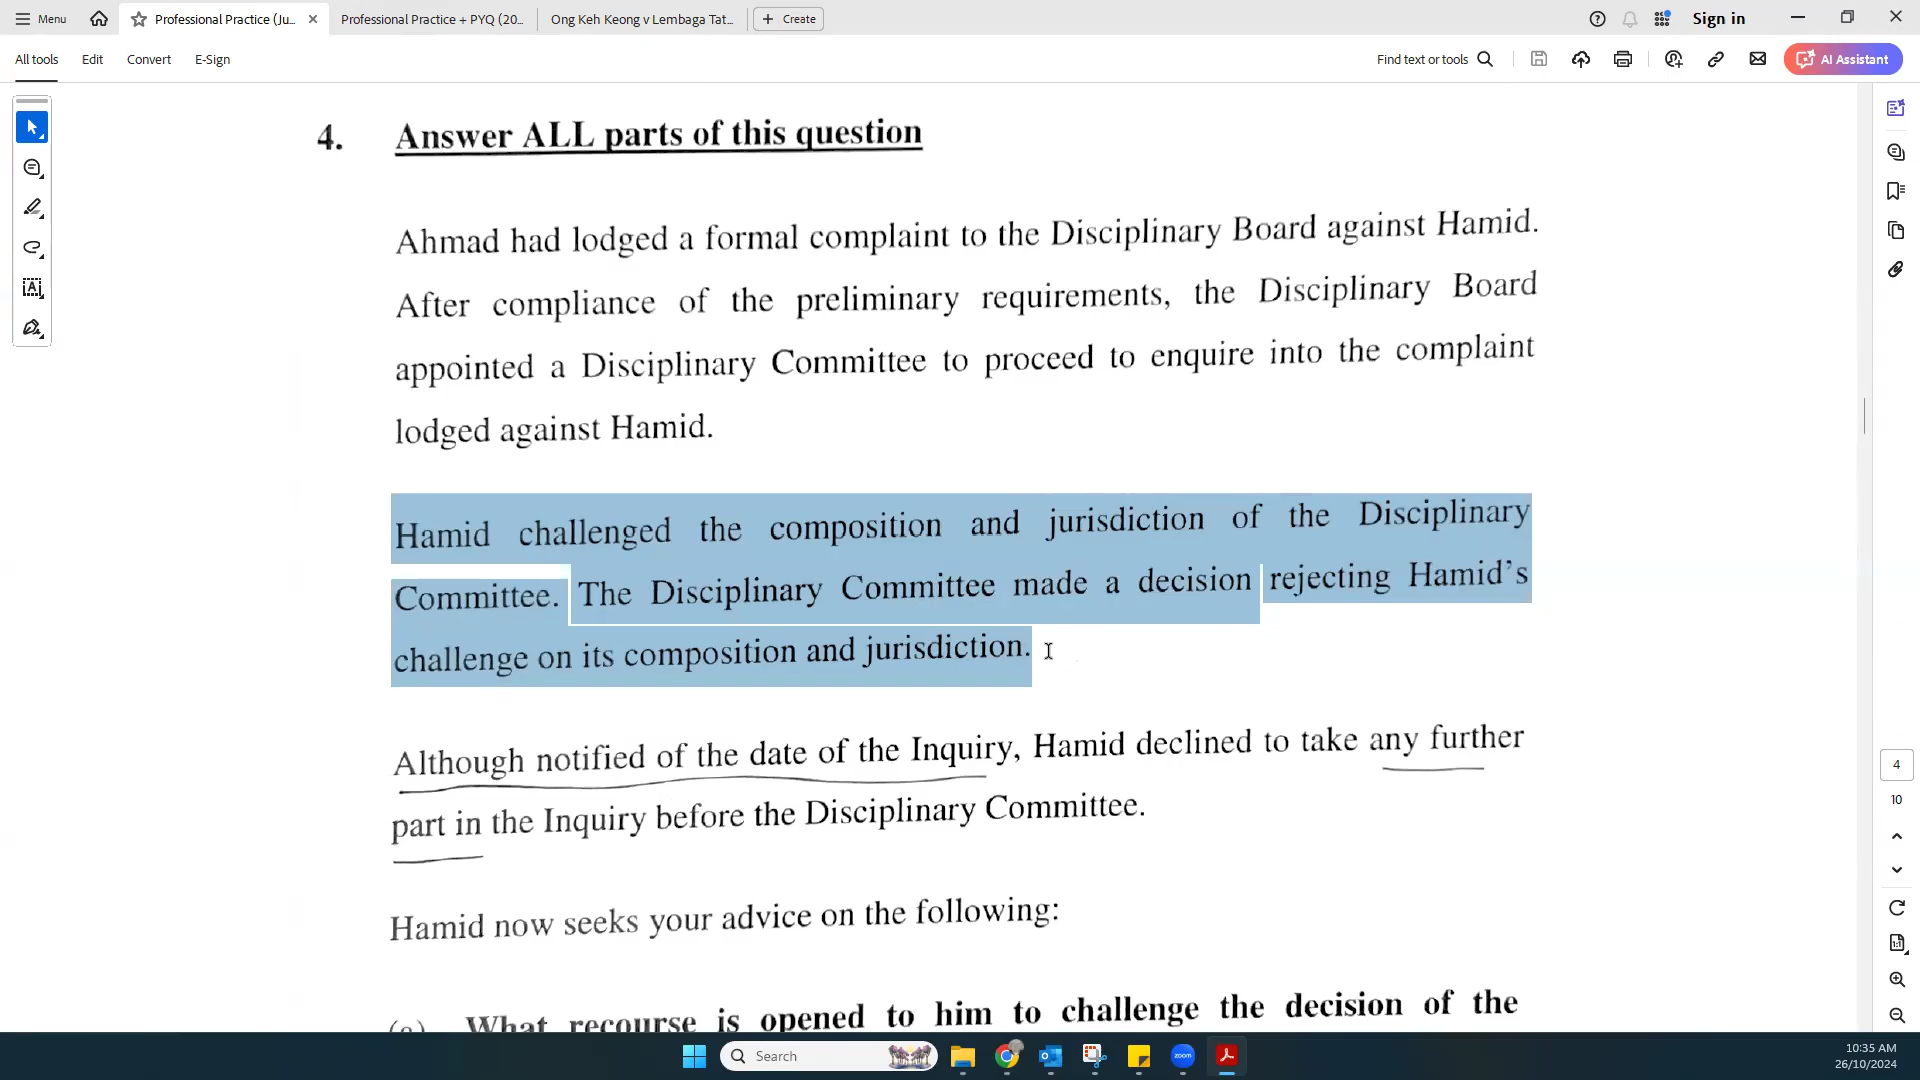 Menu
Professional Practice (Ju...
Professional Practice + PYQ (20...
Ong Keh Keong v Lembaga Tat...
Create
Sign in
All tools
Edit
Convert
E-Sign
Find text or tools
AI Assistant
4. Answer ALL parts of this question
Ahmad had lodged a formal complaint to the Disciplinary Board against Hamid.
After compliance of the preliminary requirements, the Disciplinary Board
appointed a Disciplinary Committee to proceed to enquire into the complaint
lodged against Hamid.
Hamid challenged the composition and jurisdiction of the Disciplinary
Committee. The Disciplinary Committee made a decision rejecting Hamid's
challenge on its composition and jurisdiction.
Although notified of the date of the Inquiry, Hamid declined to take any further
part in the Inquiry before the Disciplinary Committee.
Hamid now seeks your advice on the following:
(a) What recourse is opened to him to challenge the decision of the
4
10
Search
zoom
10:35 AM
26/10/2024